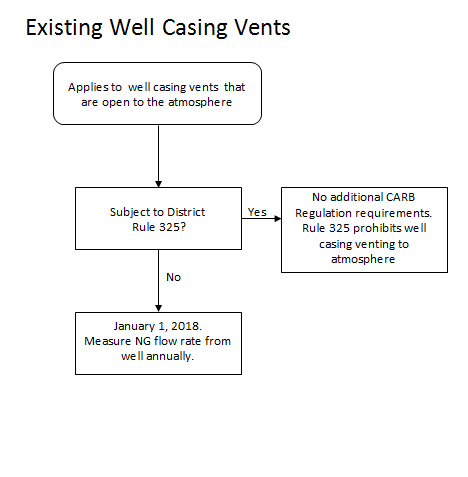 Existing Well Casing Vents
Applies to well casing vents that
are open to the atmosphere
Subject to District
Rule 325?
Yes
No additional CARB
Regulation requirements.
Rule 325 prohibits well
casing venting to
atmosphere
No
January 1, 2018.
Measure NG flow rate from
well annually.